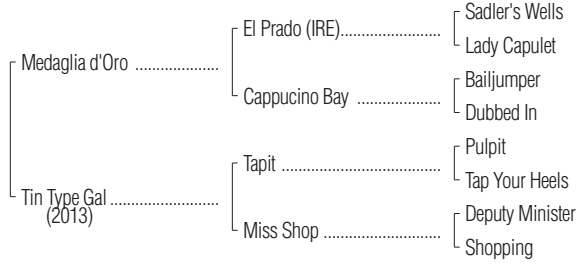 Sadler's Wells
El Prado (IRE)....................
Lady Capulet
Medaglia d'Oro ..................
Bailjumper
Cappucino Bay ..................
Dubbed In
Pulpit
Tapit ..................................
Tap Your Heels
Tin Type Gal .......................
(2013)
Deputy Minister
Miss Shop .........................
Shopping